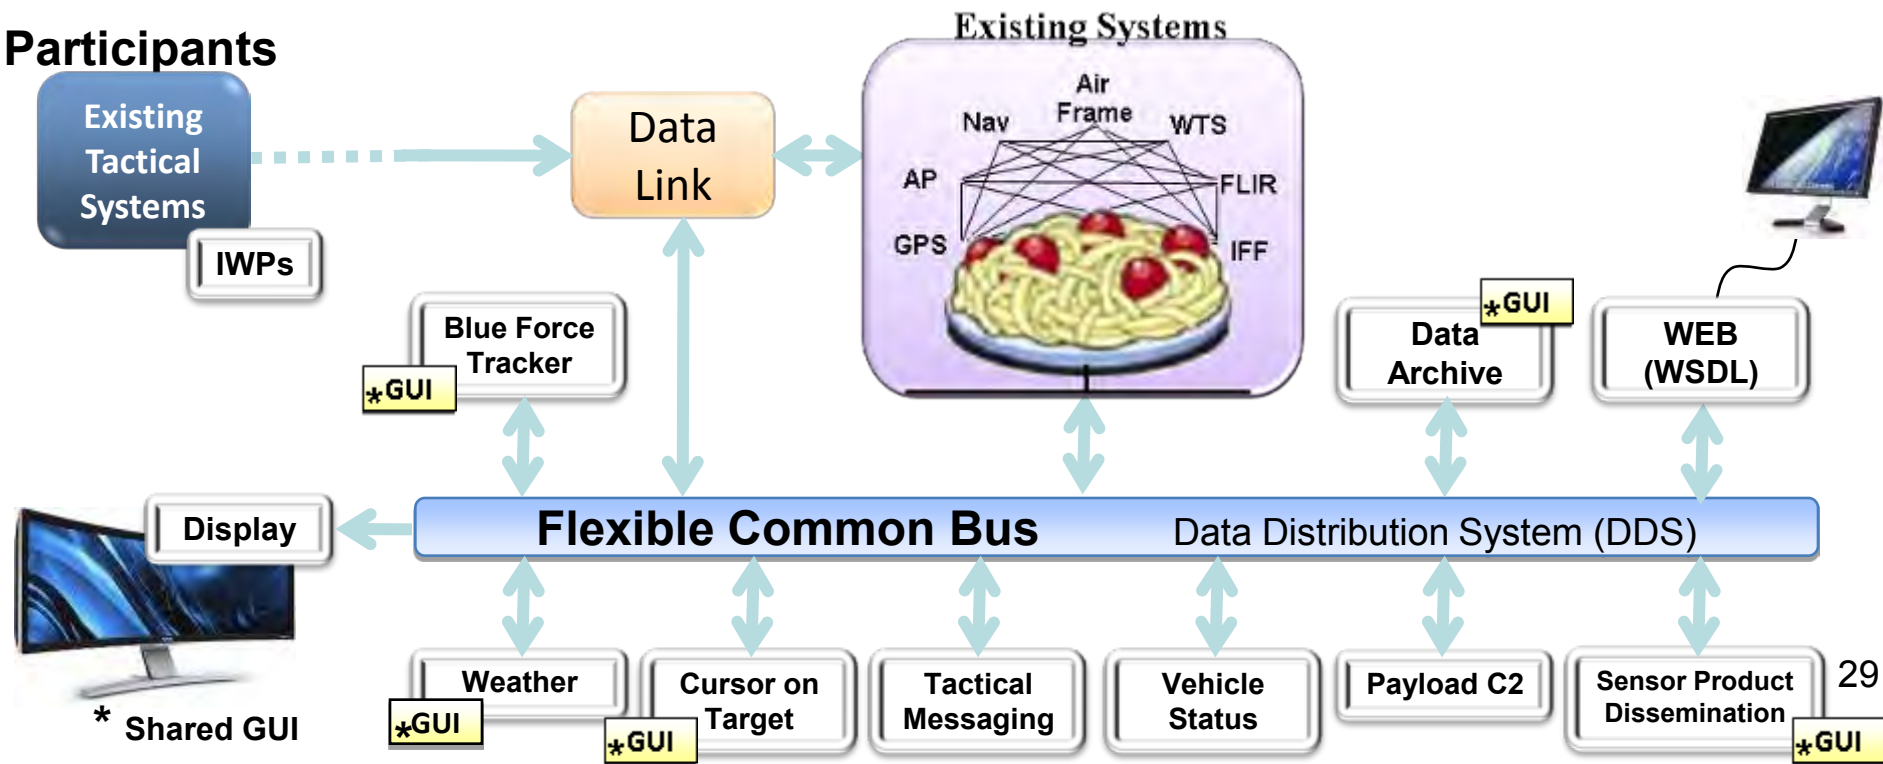 Existing Systems
Participants
Existing
Tactical
Systems
IWPs
Data
Link
Air
Frame
Nav
WTS
AP
FLIR
GPS
IFF
Blue Force
Tracker
*GUI
Data
Archive
*GUI
WEB
(WSDL)
Display
Flexible Common Bus
Data Distribution System (DDS)
Weather
*GUI
Cursor on
Target
*GUI
Tactical
Messaging
Vehicle
Status
Payload C2
Sensor Product
Dissemination
*GUI
29
* Shared GUI